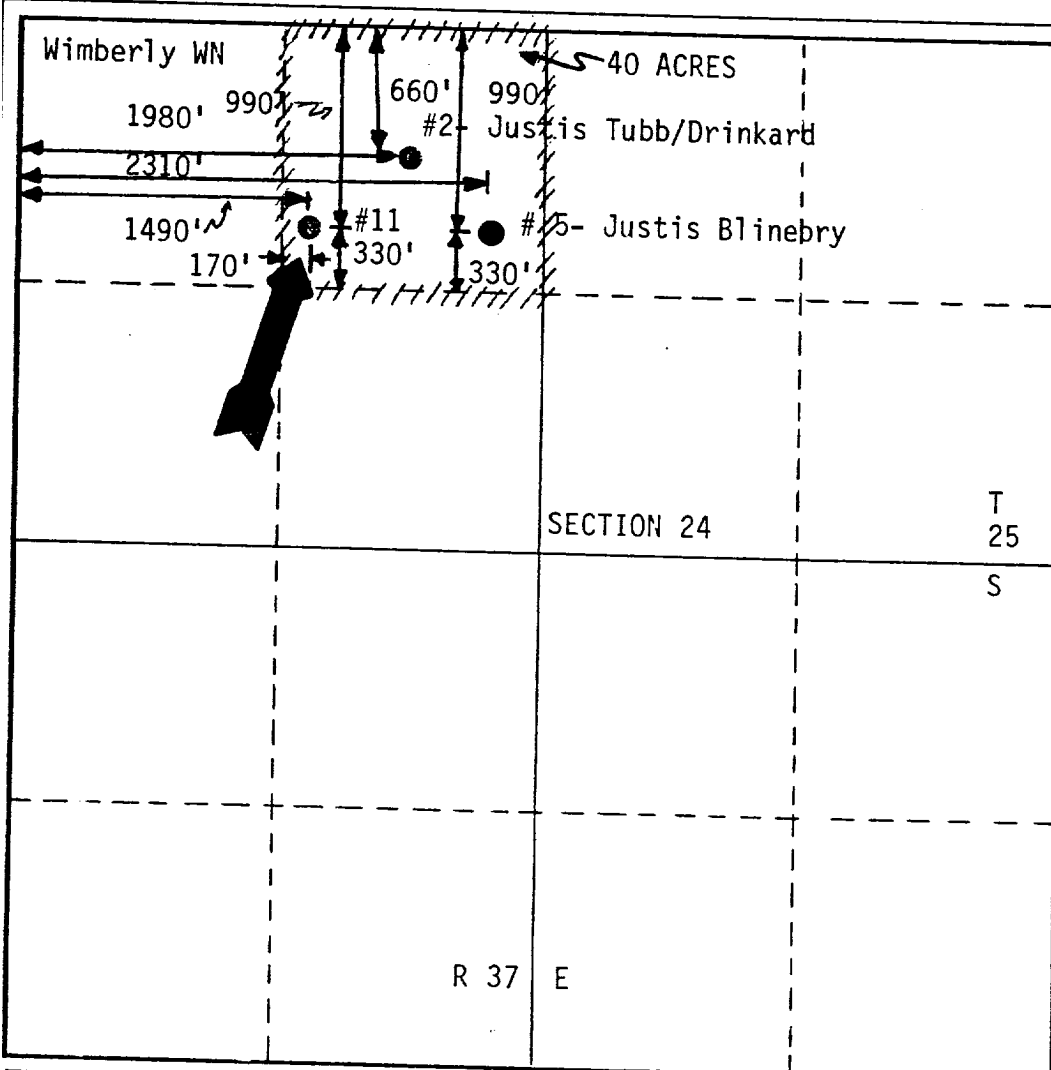 Wimberly WN
40 ACRES
1980'
990'
660'
990'
#2- Justis Tubb/Drinkard
2310'
1490'
#11
# 5- Justis Blinebry
170'
330'
330'
SECTION 24
T
25
S
R 37 E